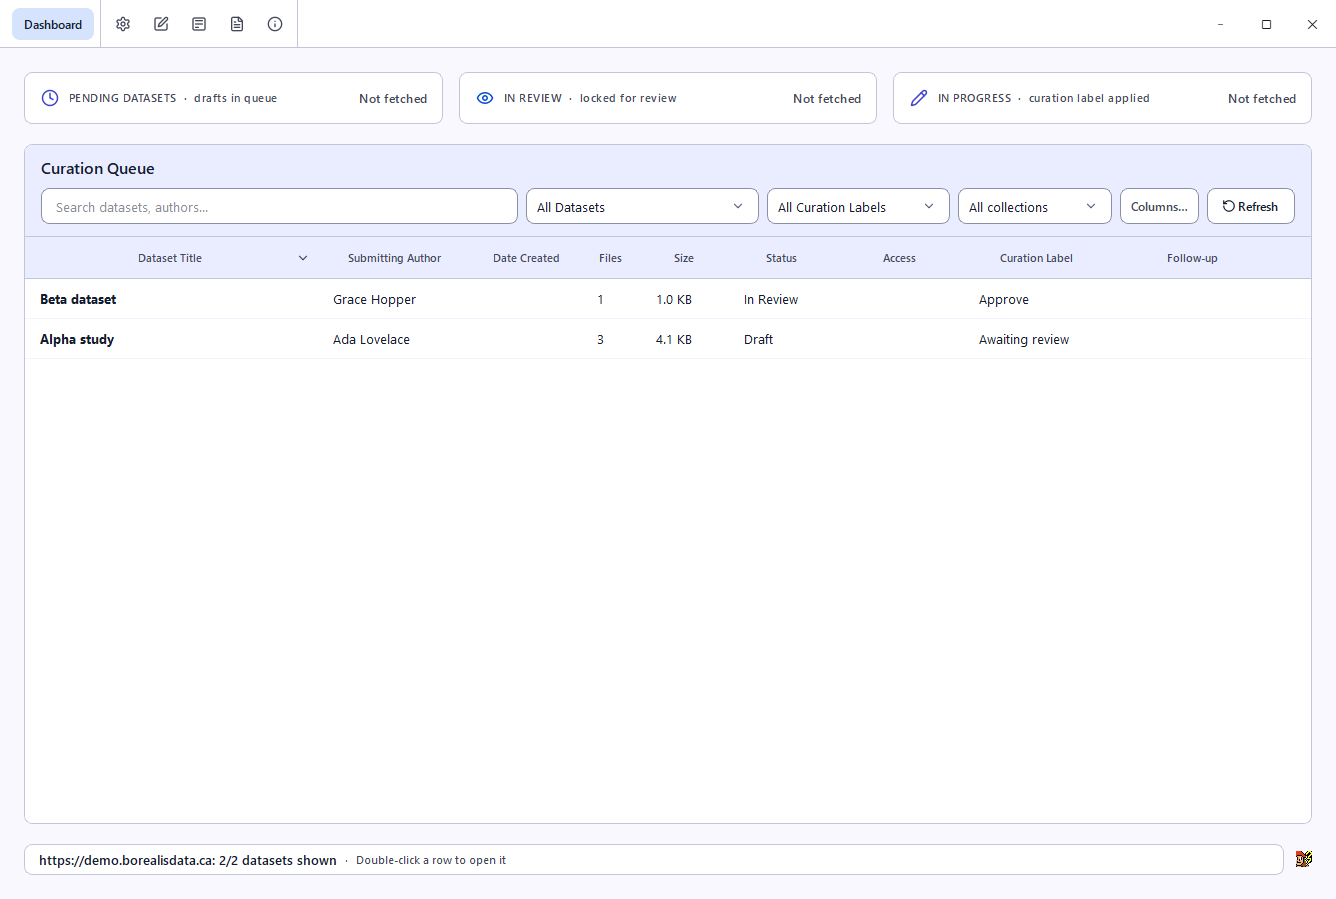 Dashboard
PENDING DATASETS · drafts in queue Not fetched
IN REVIEW · locked for review Not fetched
IN PROGRESS · curation label applied Not fetched
Curation Queue
Search datasets, authors... All Datasets All Curation Labels All collections Columns... Refresh
Dataset Title Submitting Author Date Created Files Size Status Access Curation Label Follow-up
Beta dataset Grace Hopper 1 1.0 KB In Review Approve
Alpha study Ada Lovelace 3 4.1 KB Draft Awaiting review
https://demo.borealisdata.ca: 2/2 datasets shown · Double-click a row to open it